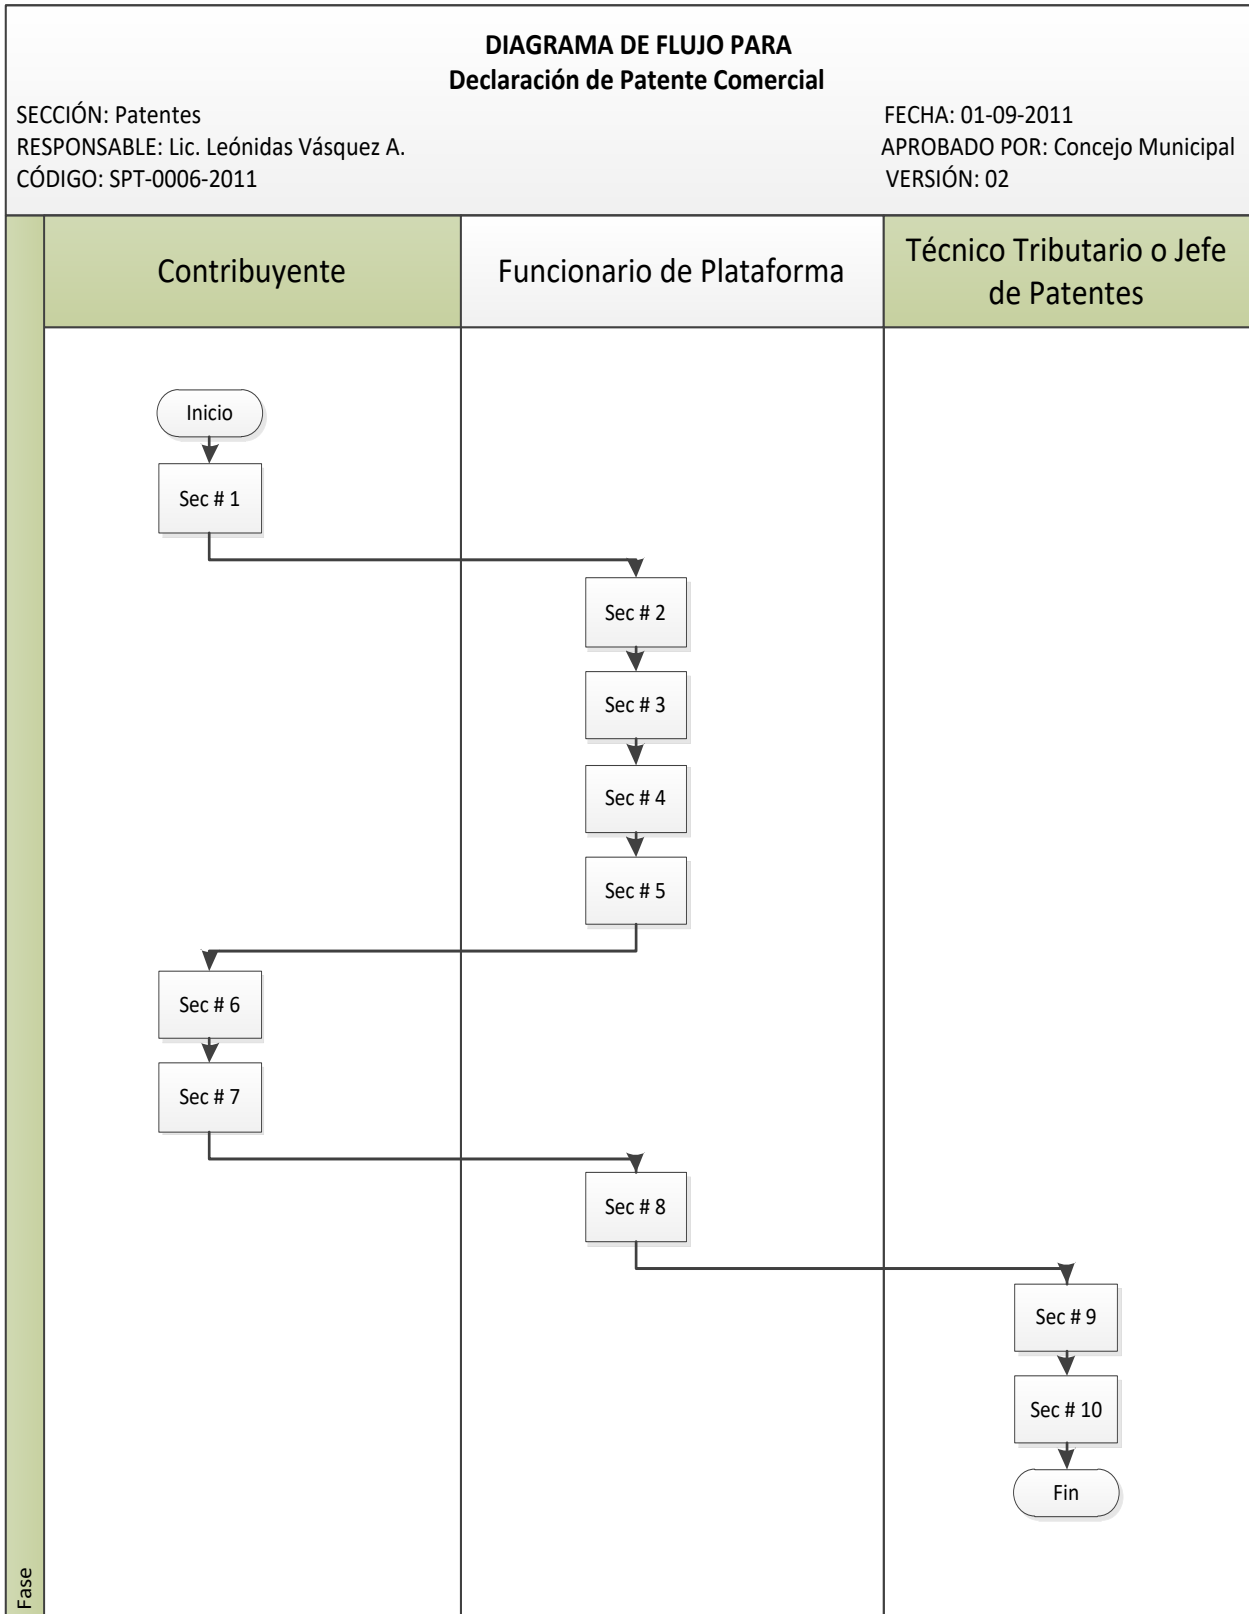 DIAGRAMA DE FLUJO PARA
Declaración de Patente Comercial
SECCIÓN: Patentes
FECHA: 01-09-2011
RESPONSABLE: Lic. Leónidas Vásquez A.
APROBADO POR: Concejo Municipal
CÓDIGO: SPT-0006-2011
VERSIÓN: 02
Contribuyente
Funcionario de Plataforma
Técnico Tributario o Jefe
de Patentes
Inicio
Sec # 1
Sec # 2
Sec # 3
Sec # 4
Sec # 5
Sec # 6
Sec # 7
Sec # 8
Sec # 9
Sec # 10
Fin
Fase